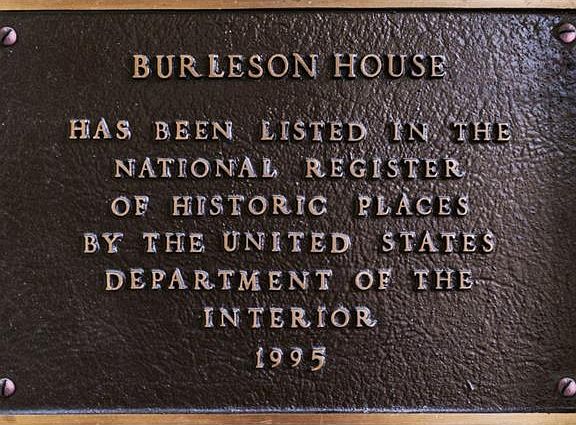 BURLESON HOUSE
HAS BEEN LISTED IN THE
NATIONAL REGISTER
OF HISTORIC PLACES
BY THE UNITED STATES
DEPARTMENT OF THE
INTERIOR
1995